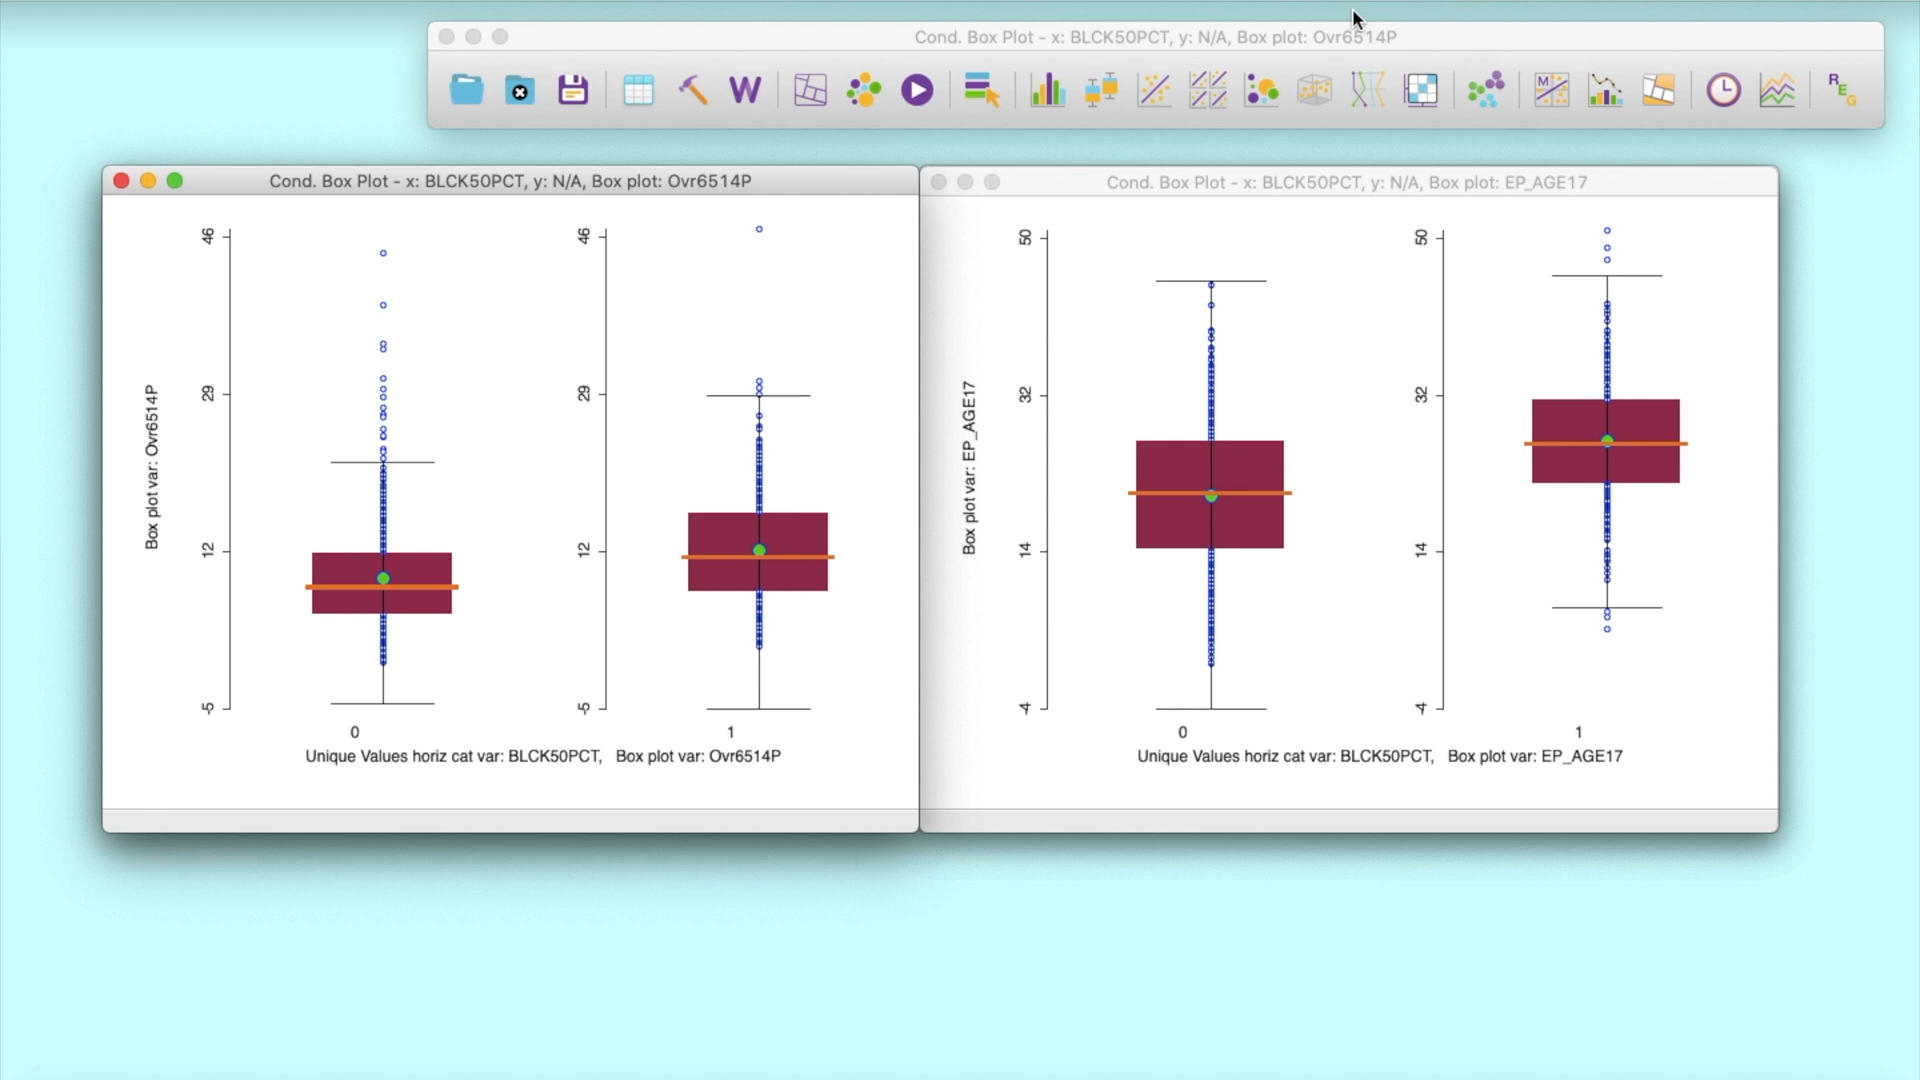 Cond. Box Plot - x: BLCK50PCT, y: N/A, Box plot: Ovr6514P
W
M
R
E
G
Cond. Box Plot - x: BLCK50PCT, y: N/A, Box plot: Ovr6514P
Box plot var: Ovr6514P
46
29
12
-5
46
29
12
-5
0
1
Unique Values horiz cat var: BLCK50PCT, Box plot var: Ovr6514P
Cond. Box Plot - x: BLCK50PCT, y: N/A, Box plot: EP_AGE17
Box plot var: EP_AGE17
50
32
14
-4
50
32
14
-4
0
1
Unique Values horiz cat var: BLCK50PCT, Box plot var: EP_AGE17